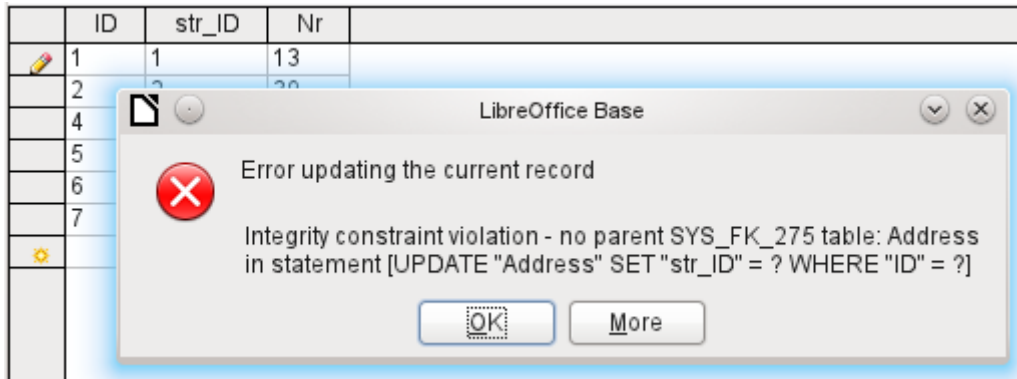 ID str_ID Nr
1 1 13
2
4
5
6
7
LibreOffice Base
Error updating the current record
Integrity constraint violation - no parent SYS_FK_275 table: Address
in statement [UPDATE "Address" SET "str_ID" = ? WHERE "ID" = ?]
OK More